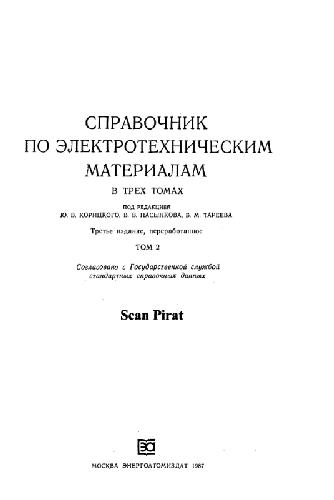 СПРАВОЧНИК
ПО ЭЛЕКТРОТЕХНИЧЕСКИМ
МАТЕРИАЛАМ
В ТРЕХ ТОМАХ
ПОД РЕДАКЦИЕЙ
Ю. В. КОРИЦКОГО, В. В. ПАСЫНКОВА, Б. М. ТАРЕЕВА
Третье издание, переработанное
ТОМ 2
Согласовано с Государственной службой
стандартных справочных данных
Scan Pirat
МОСКВА ЭНЕРГОАТОМИЗДАТ 1987